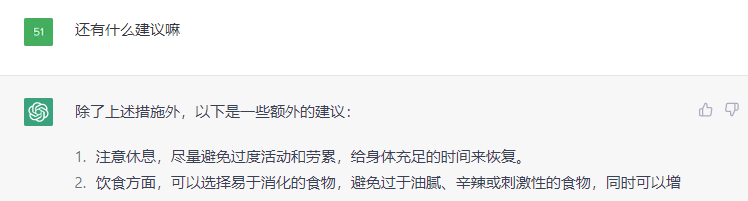 51
还有什么建议嘛
除了上述措施外，以下是一些额外的建议：
1. 注意休息，尽量避免过度活动和劳累，给身体充足的时间来恢复。
2. 饮食方面，可以选择易于消化的食物，避免过于油腻、辛辣或刺激性的食物，同时可以增